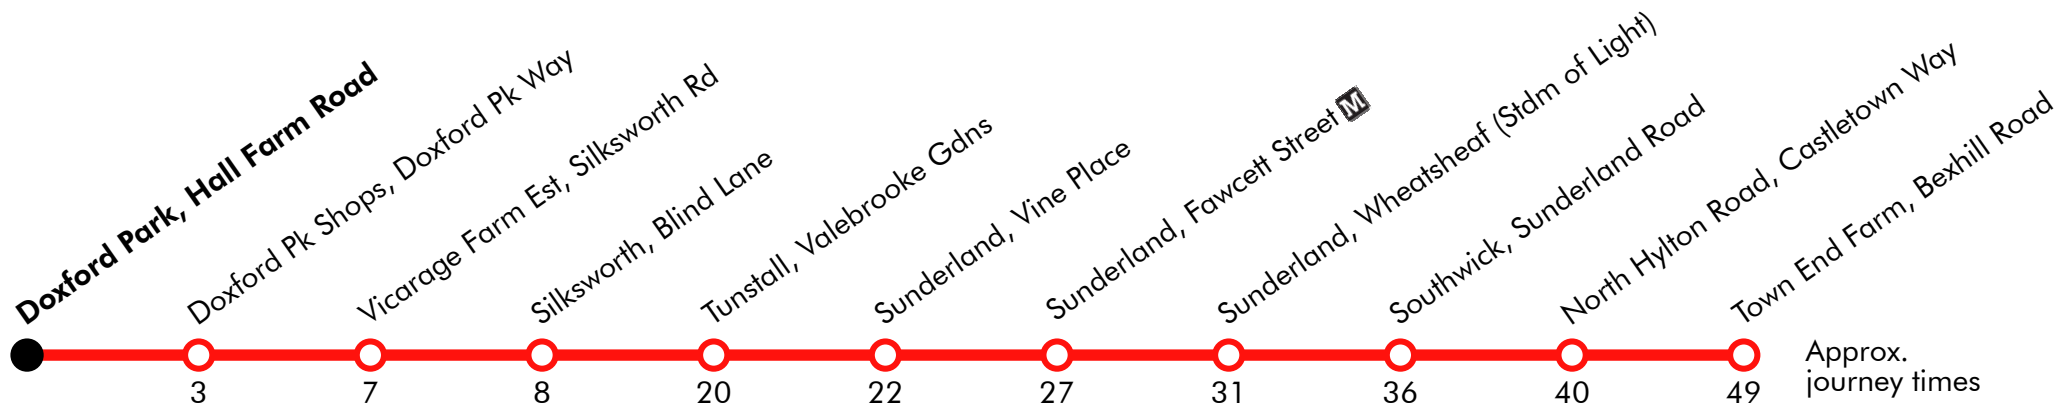 Doxford Park, Hall Farm Road
Doxford Pk Shops, Doxford Pk Way
Vicarage Farm Est, Silksworth Rd
Silksworth, Blind Lane
Tunstall, Valebrooke Gdns
Sunderland, Vine Place
Sunderland, Fawcett Street M
Sunderland, Wheatsheaf (Stdm of Light)
Southwick, Sunderland Road
North Hylton Road, Castletown Way
Town End Farm, Bexhill Road
3 7 8 20 22 27 31 36 40 49
Approx.
journey times